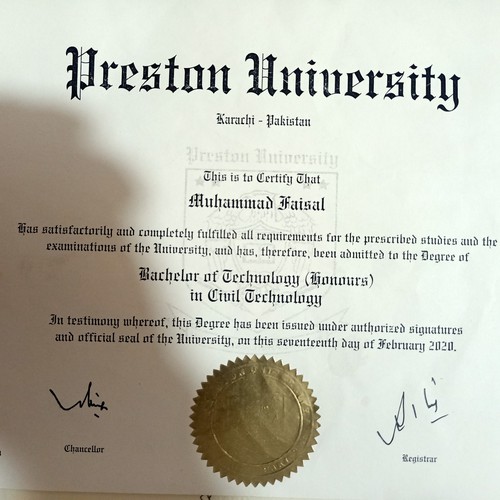 Preston University
Karachi - Pakistan
Preston University
This is to Certify That
Muhammad Faisal
Has satisfactorily and completely fulfilled all requirements for the prescribed studies and the
examinations of the University, and has, therefore, been admitted to the Degree of
Bachelor of Technology (Honours)
in Civil Technology
In testimony whereof, this Degree has been issued under authorized signatures
and official seal of the University, on this seventeenth day of February 2020.
Chancellor
Registrar